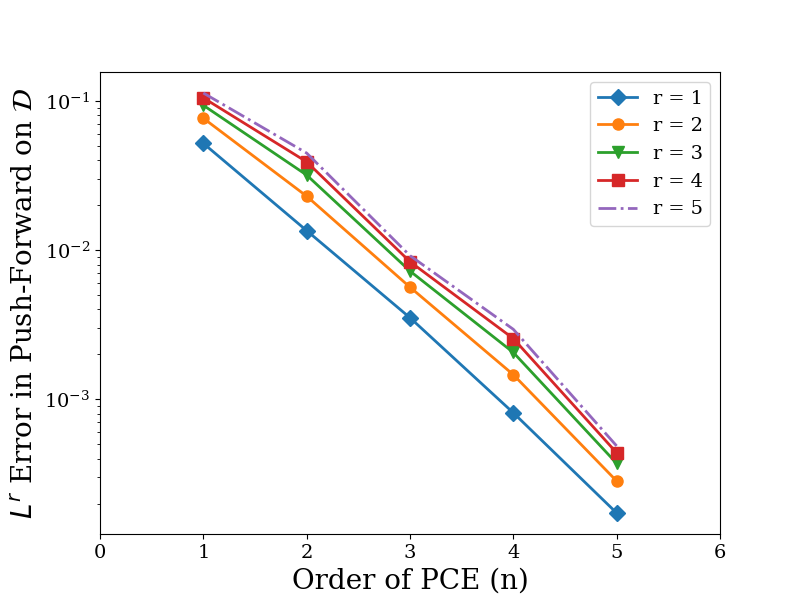 L^r Error in Push-Forward on 𝒟
10^{-1}
10^{-2}
10^{-3}
r = 1
r = 2
r = 3
r = 4
r = 5
0 1 2 3 4 5 6
Order of PCE (n)